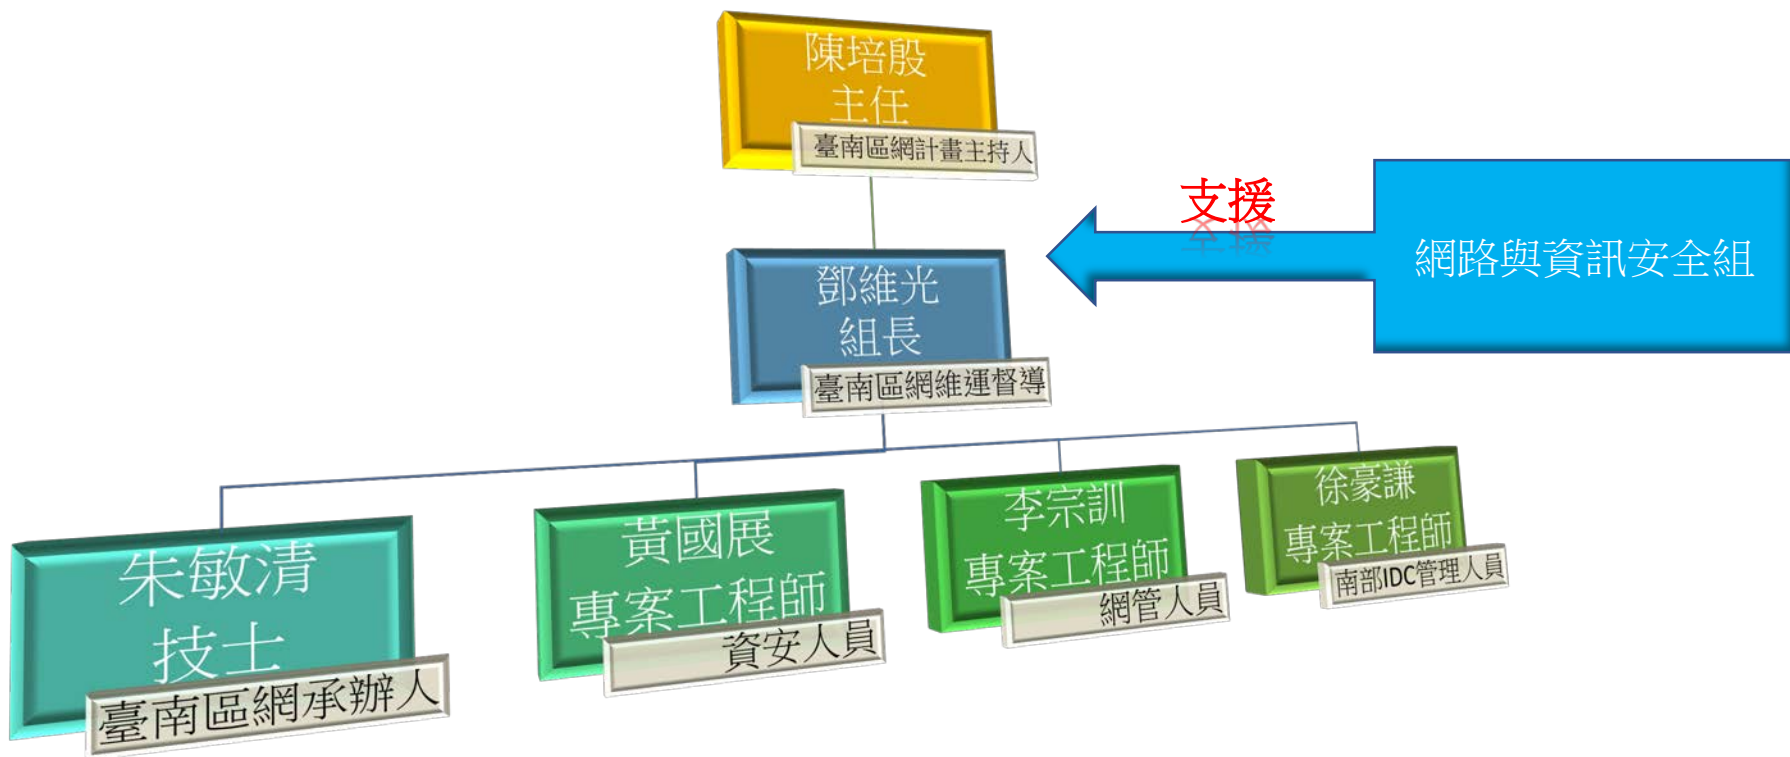 陳培殷
主任
臺南區網計畫主持人
支援
網路與資訊安全組
鄧維光
組長
臺南區網維運督導
朱敏清
技士
臺南區網承辦人
黃國展
專案工程師
資安人員
李宗訓
專案工程師
網管人員
徐豪謙
專案工程師
南部IDC管理人員